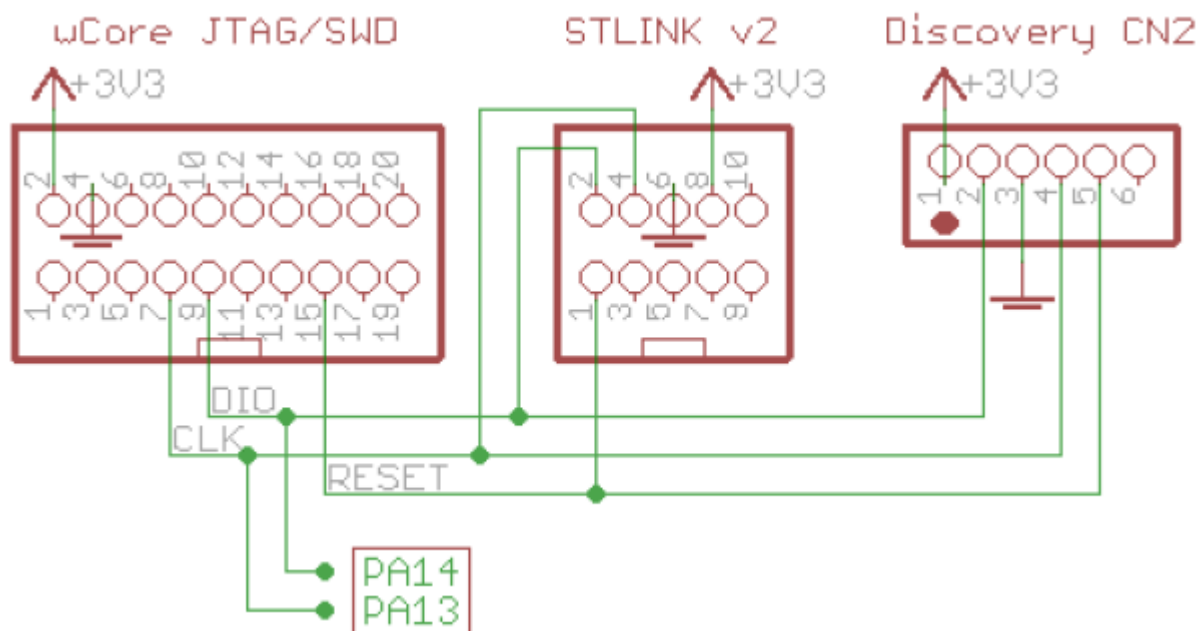 wCore JTAG/SWD
STLINK v2
Discovery CN2
+3V3
+3V3
+3V3
2 4 6 8 10 12 14 16 18 20
2 4 6 8 10
1 2 3 4 5 6
1 3 5 7 9 11 13 15 17 19
1 3 5 7 9
DIO
CLK
RESET
PA14
PA13